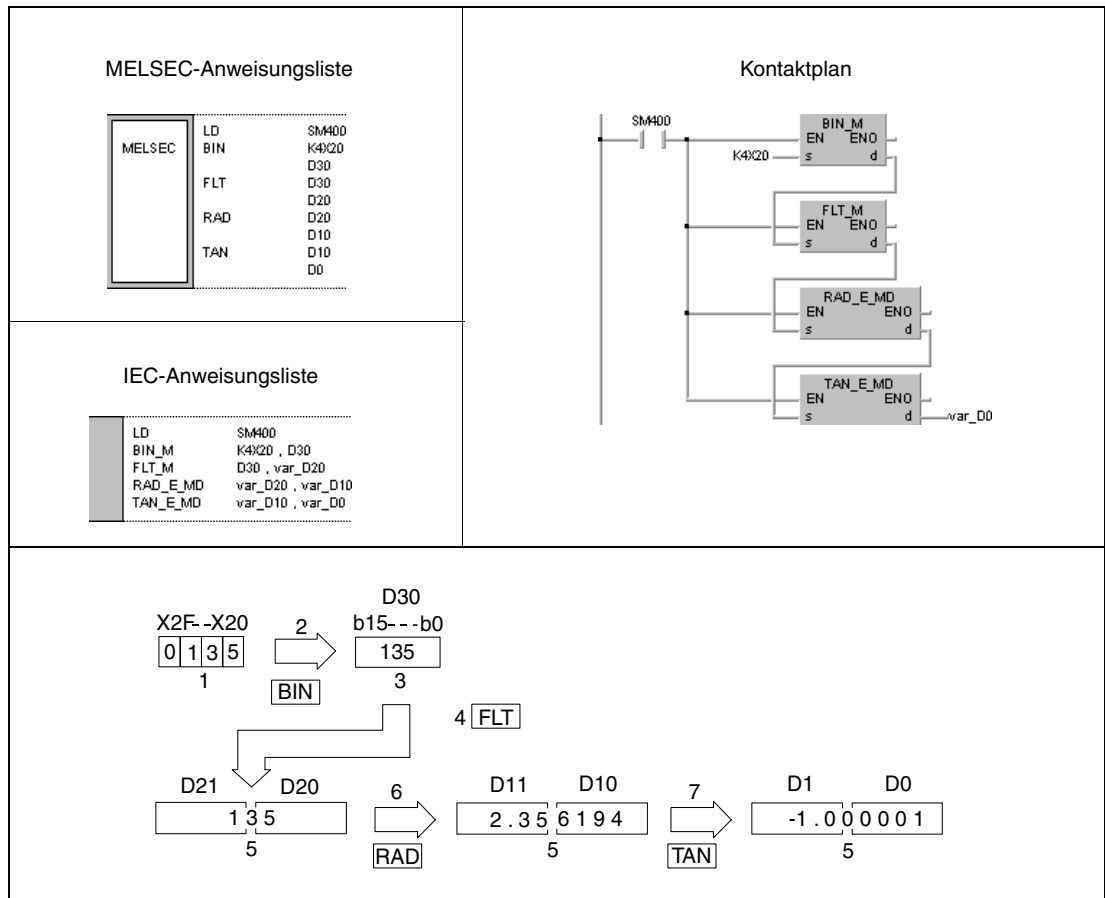 MELSEC-Anweisungsliste
MELSEC
LD SM400
BIN K4X20
D30
FLT D30
D20
RAD D20
D10
TAN D10
D0
IEC-Anweisungsliste
LD SM400
BIN_M K4X20 , D30
FLT_M D30 , var_D20
RAD_E_MD var_D20 , var_D10
TAN_E_MD var_D10 , var_D0
Kontaktplan
SM400
BIN_M
EN ENO
K4X20 s d
FLT_M
EN ENO
s d
RAD_E_MD
EN ENO
s d
TAN_E_MD
EN ENO
s d var_D0
D30
X2F- -X20 2 b15- - -b0
0 1 3 5 135
1 BIN 3
4 FLT
D21 D20 6 D11 D10 7 D1 D0
1 3 5 2 . 3 5 6 1 9 4 -1 . 0 0 0 0 0 1
5 RAD 5 TAN 5